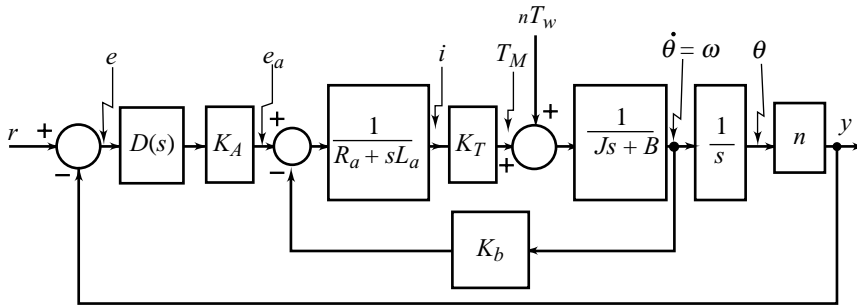 nT_w
e
e_a
i
T_M
θ̇ = ω
θ
r
+
−
D(s)
K_A
+
−
1
R_a + sL_a
K_T
+
+
1
Js + B
1
s
n
y
K_b